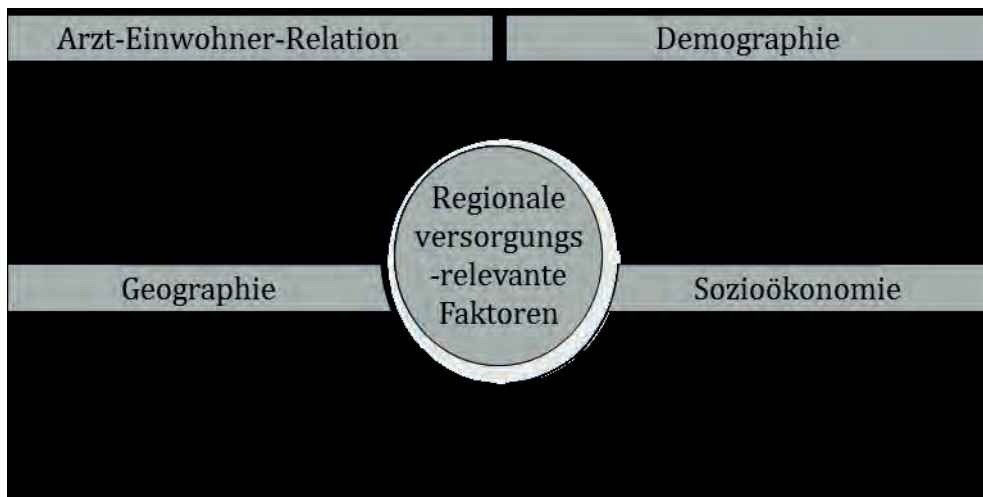 Arzt-Einwohner-Relation
Demographie
Regionale
versorgungs
-relevante
Faktoren
Geographie
Sozioökonomie